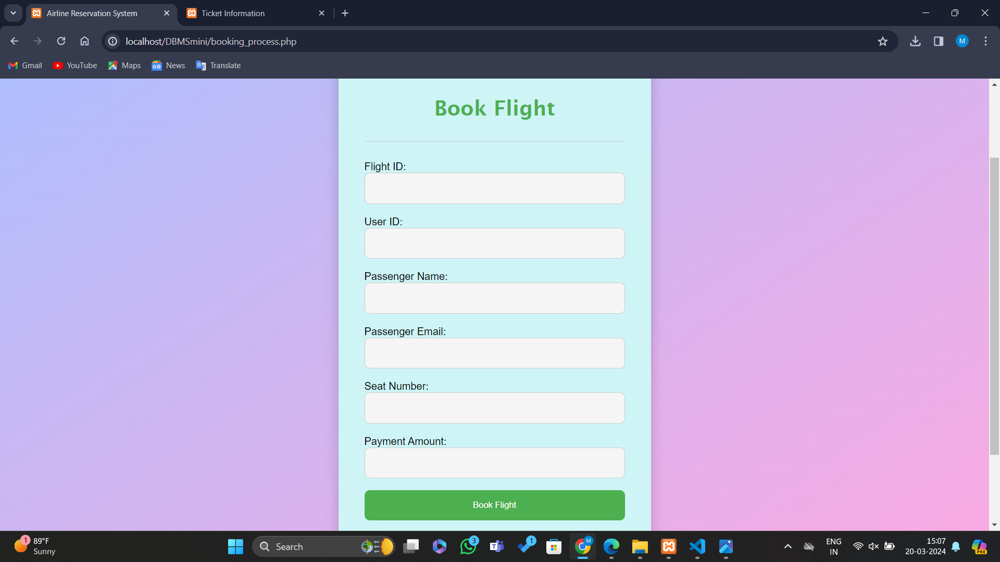 Airline Reservation System
Ticket Information
localhost/DBMSmini/booking_process.php
M
Gmail
YouTube
Maps
News
Translate
Book Flight
Flight ID:
User ID:
Passenger Name:
Passenger Email:
Seat Number:
Payment Amount:
Book Flight
1
89°F
Sunny
Search
3
1
M
ENG
IN
15:07
20-03-2024
PRE